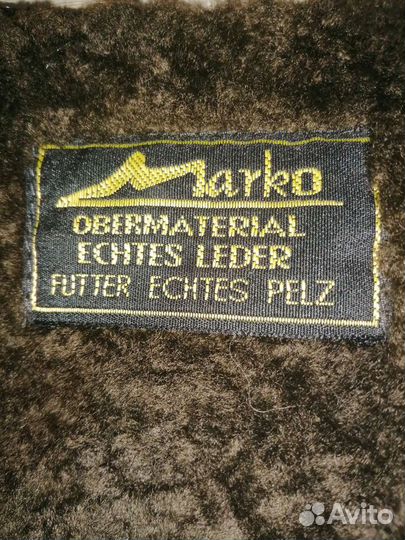 Marko
OBERMATERIAL
ECHTES LEDER
FUTTER ECHTES PELZ
Avito